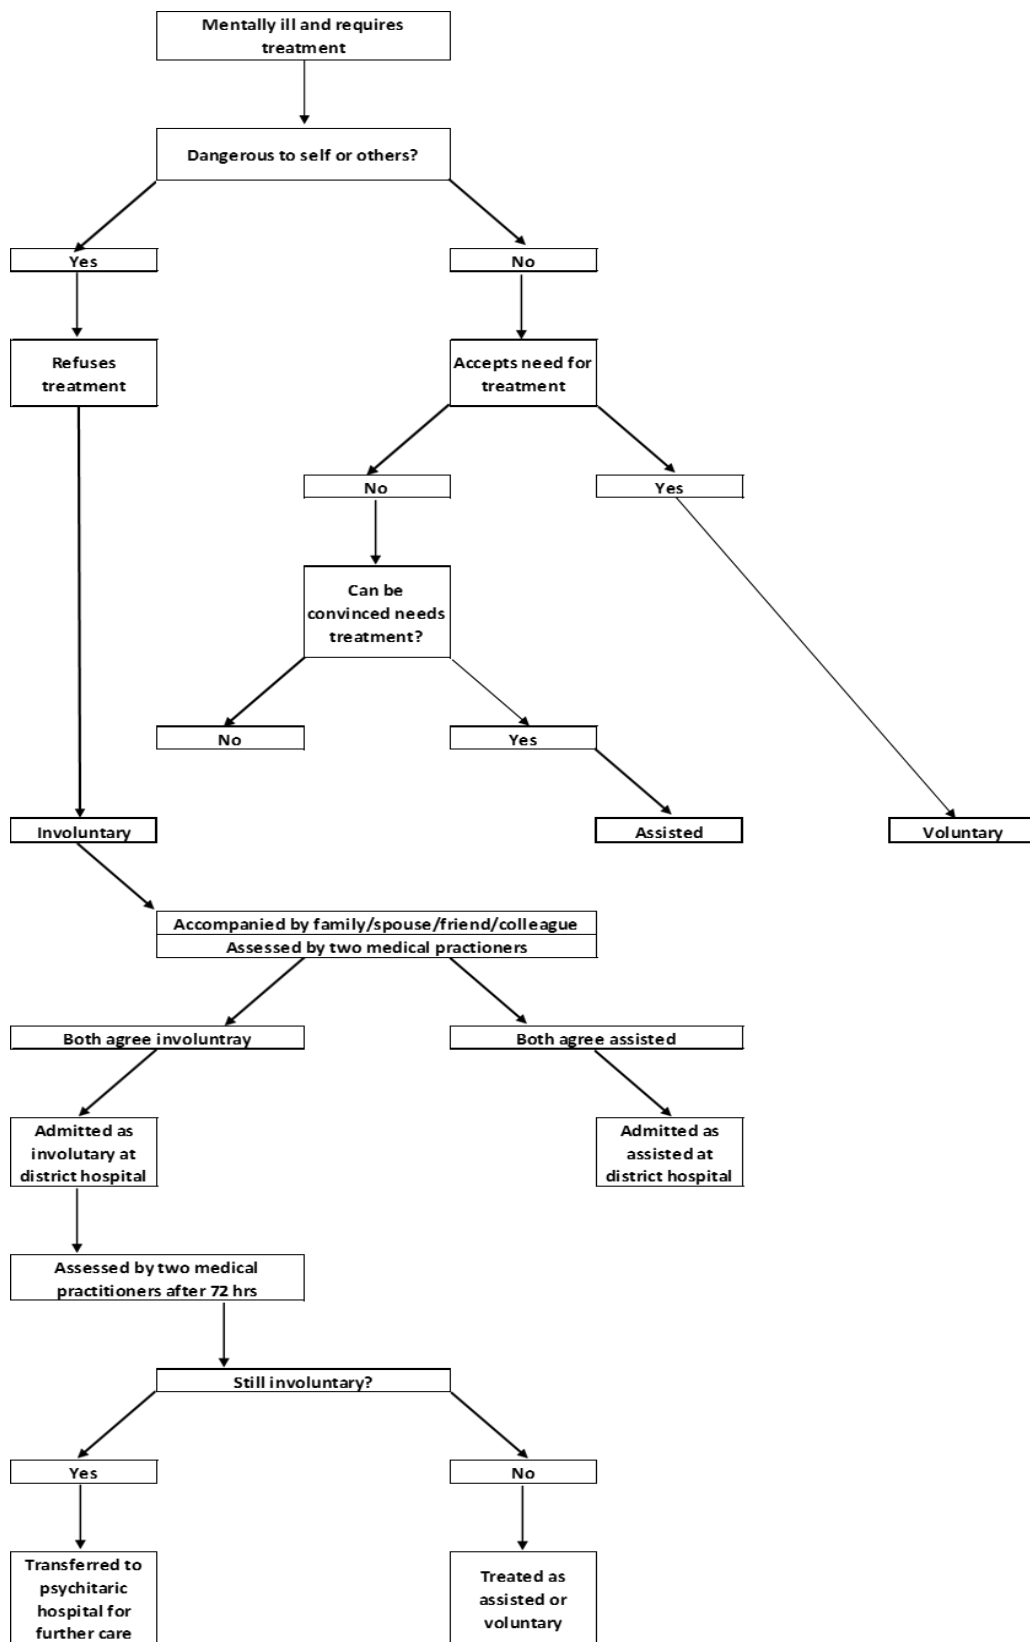 Mentally ill and requires
treatment
Dangerous to self or others?
Yes
No
Refuses
treatment
Accepts need for
treatment
No
Yes
Can be
convinced needs
treatment?
No
Yes
Involuntary
Assisted
Voluntary
Accompanied by family/spouse/friend/colleague
Assessed by two medical practioners
Both agree involuntray
Both agree assisted
Admitted as
involutary at
district hospital
Admitted as
assisted at
district hospital
Assessed by two medical
practitioners after 72 hrs
Still involuntary?
Yes
No
Transferred to
psychitaric
hospital for
further care
Treated as
assisted or
voluntary